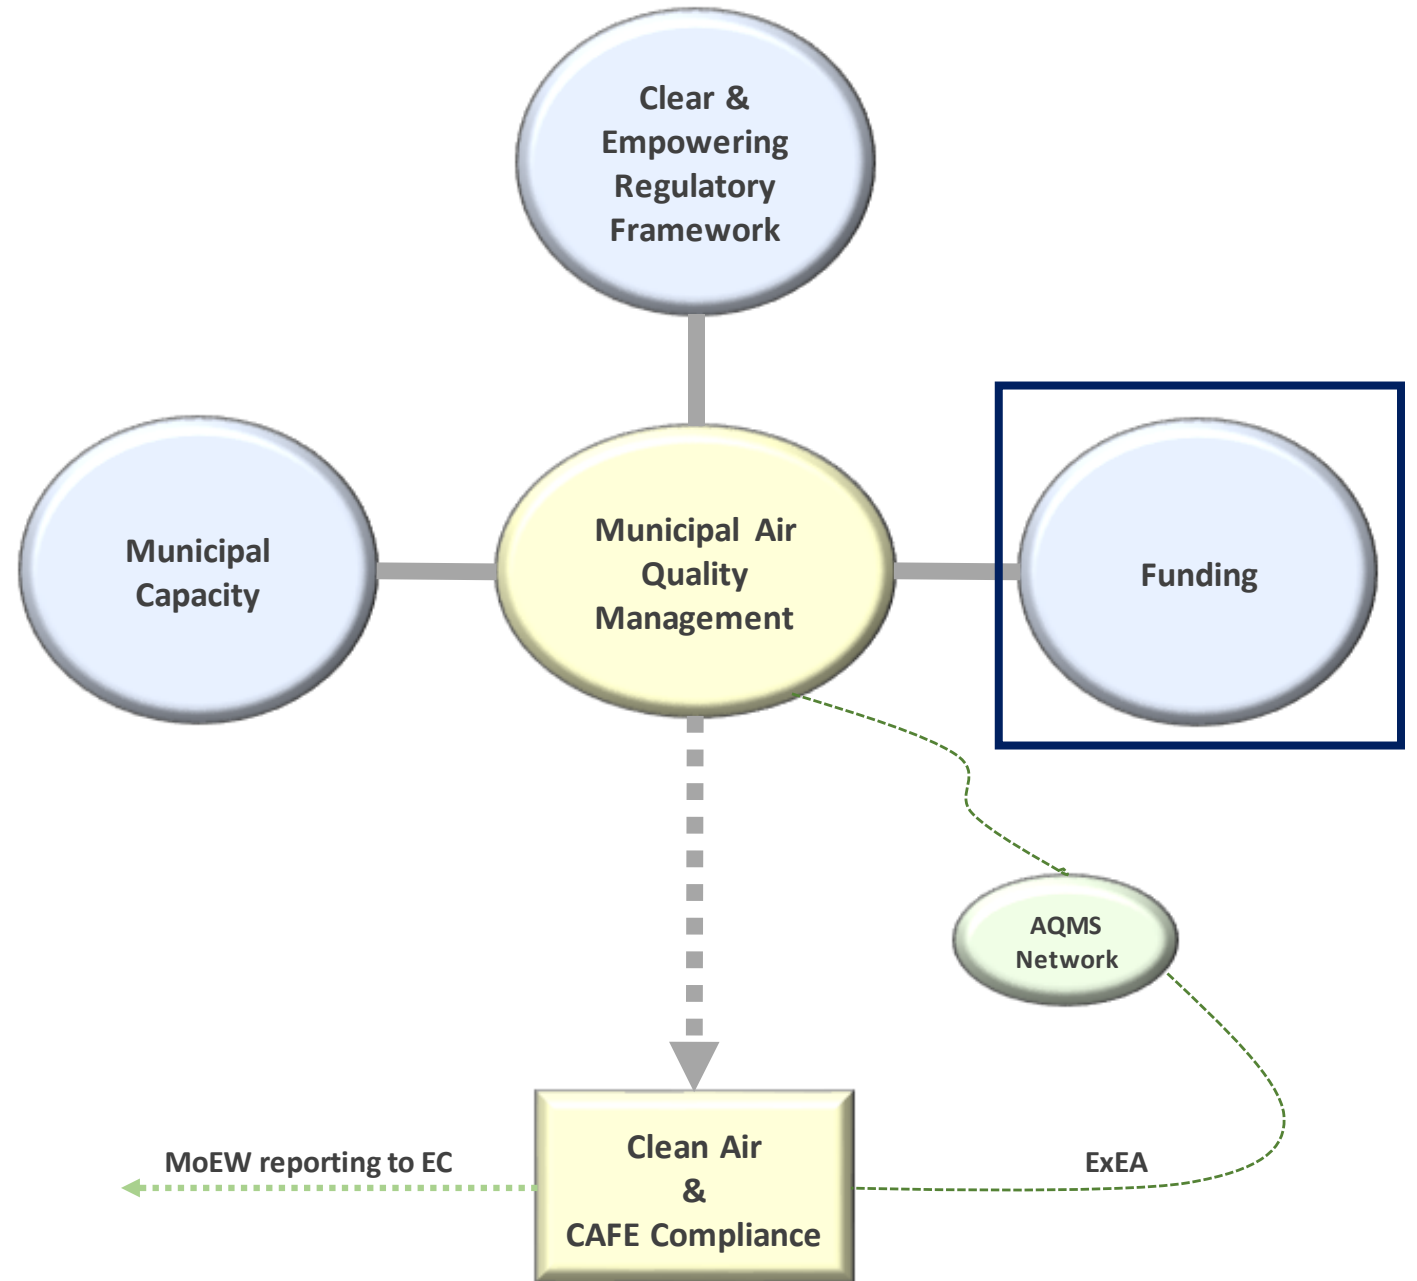 Clear &
Empowering
Regulatory
Framework
Municipal
Capacity
Municipal Air
Quality
Management
Funding
AQMS
Network
MoEW reporting to EC
Clean Air
&
CAFE Compliance
ExEA